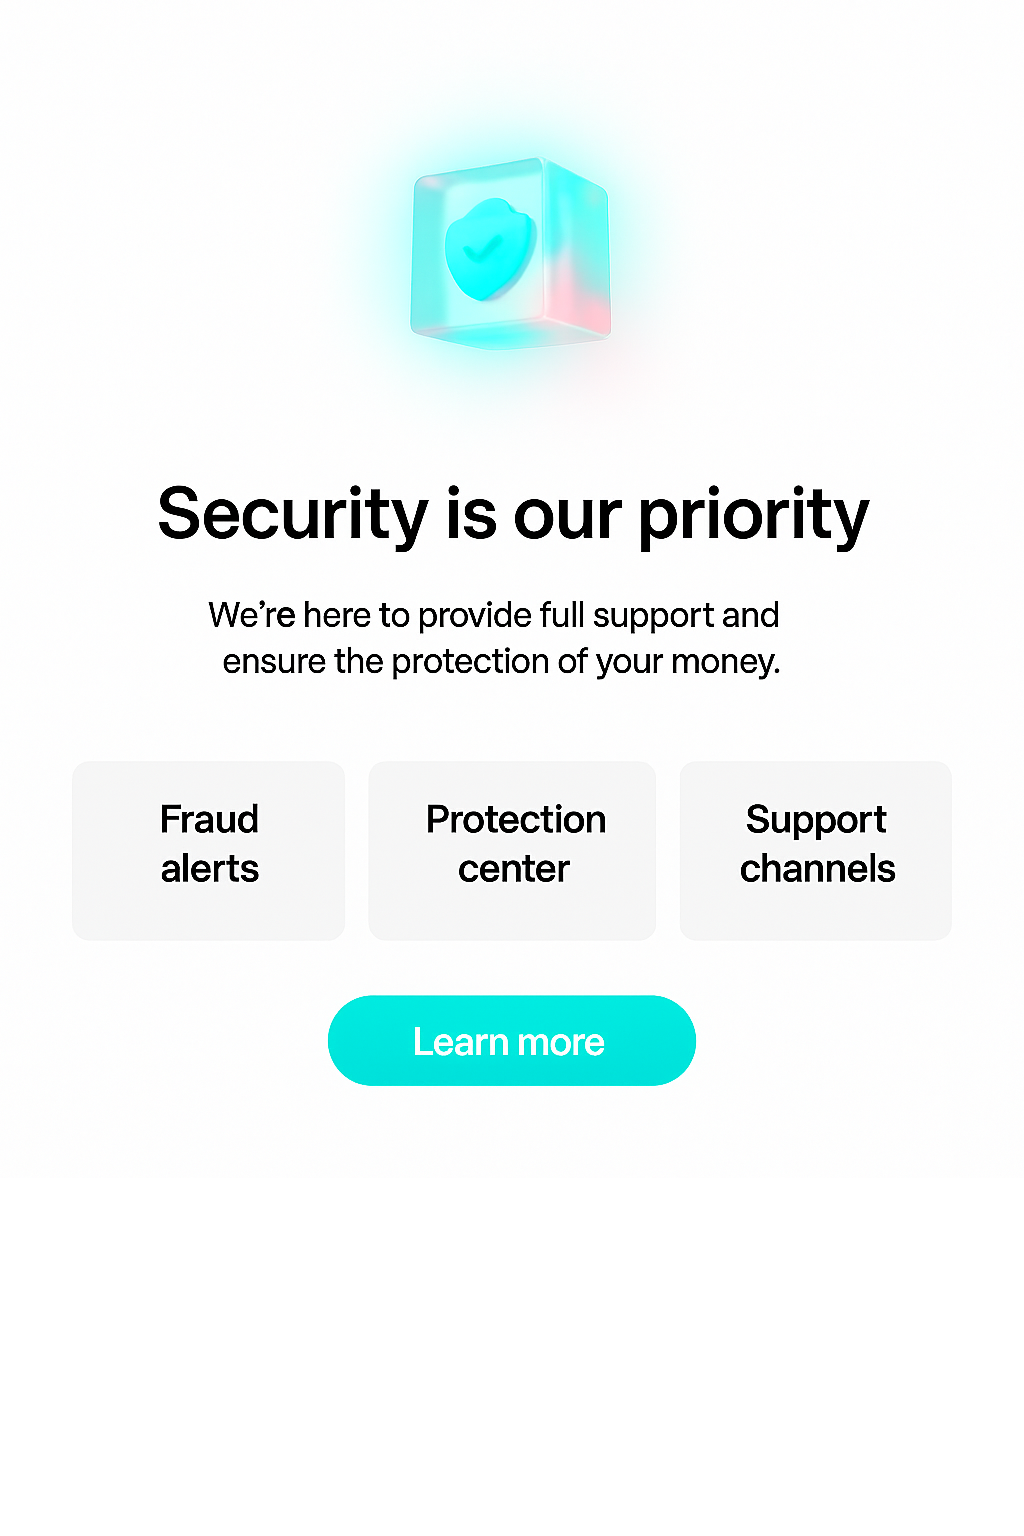 Security is our priority
We’re here to provide full support and
ensure the protection of your money.
Fraud
alerts
Protection
center
Support
channels
Learn more